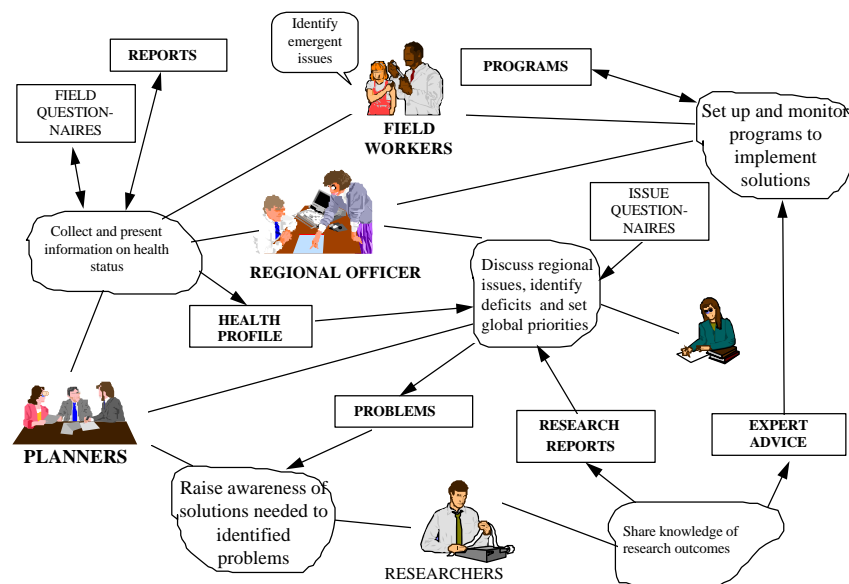 Identify
emergent
issues
REPORTS
PROGRAMS
FIELD
QUESTION-
NAIRES
FIELD
WORKERS
Set up and monitor
programs to
implement
solutions
Collect and present
information on health
status
REGIONAL OFFICER
ISSUE
QUESTION-
NAIRES
Discuss regional
issues, identify
deficits and set
global priorities
HEALTH
PROFILE
PROBLEMS
PLANNERS
RESEARCH
REPORTS
EXPERT
ADVICE
Raise awareness of
solutions needed to
identified
problems
Share knowledge of
research outcomes
RESEARCHERS